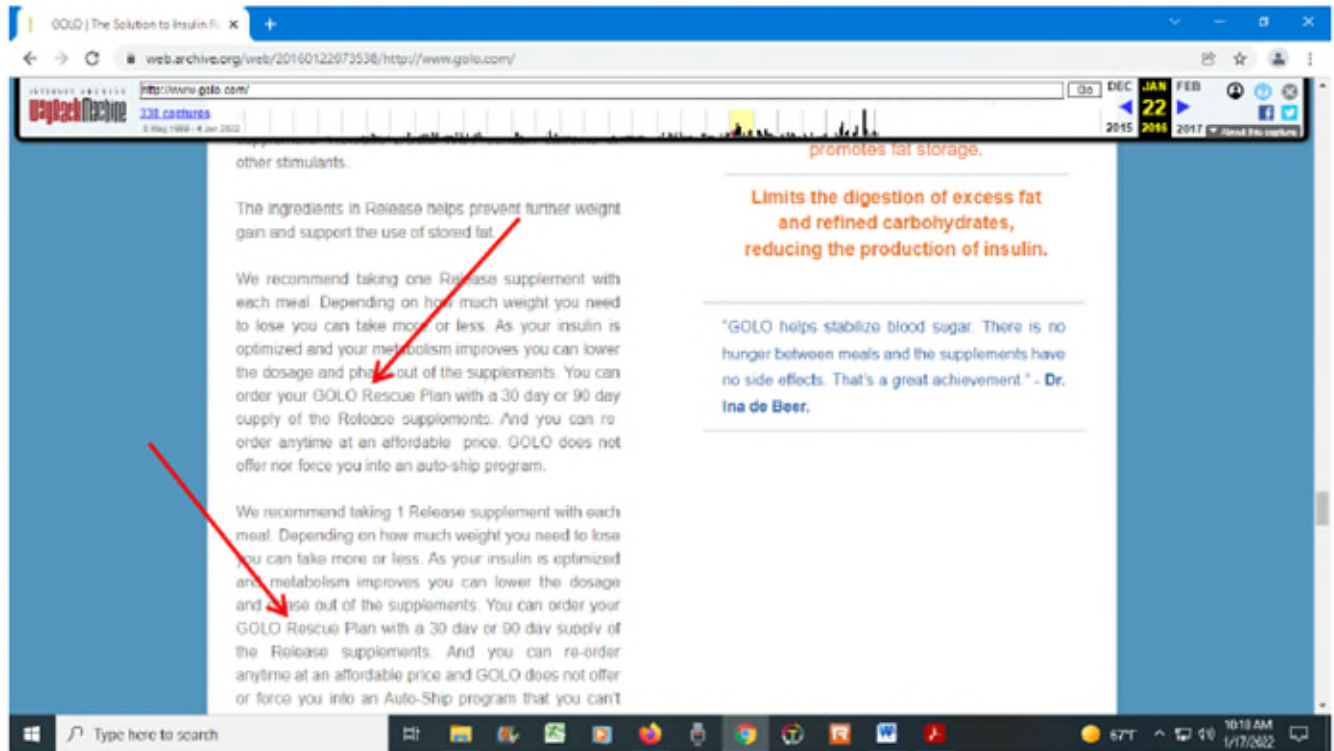 GOLO | The Solution to Insulin R
web.archive.org/web/20160122073538/http://www.golo.com/
INTERNET ARCHIVE
WayBackMachine
http://www.golo.com/
Go
DEC JAN FEB
338 captures
22
8 May 1999 - 4 Jan 2022
2015 2016 2017
About this capture
other stimulants.
The ingredients in Release helps prevent further weight
gain and support the use of stored fat.
We recommend taking one Release supplement with
each meal. Depending on how much weight you need
to lose you can take more or less. As your insulin is
optimized and your metabolism improves you can lower
the dosage and phase out of the supplements. You can
order your GOLO Rescue Plan with a 30 day or 90 day
supply of the Release supplements. And you can re-
order anytime at an affordable price. GOLO does not
offer nor force you into an auto-ship program.
We recommend taking 1 Release supplement with each
meal. Depending on how much weight you need to lose
you can take more or less. As your insulin is optimized
and metabolism improves you can lower the dosage
and phase out of the supplements. You can order your
GOLO Rescue Plan with a 30 day or 90 day supply of
the Release supplements. And you can re-order
anytime at an affordable price and GOLO does not offer
or force you into an Auto-Ship program that you can't
promotes fat storage.
Limits the digestion of excess fat
and refined carbohydrates,
reducing the production of insulin.
"GOLO helps stabilize blood sugar. There is no
hunger between meals and the supplements have
no side effects. That's a great achievement." - Dr.
Ina de Beer.
Type here to search
67°F
10:18 AM
1/17/2022